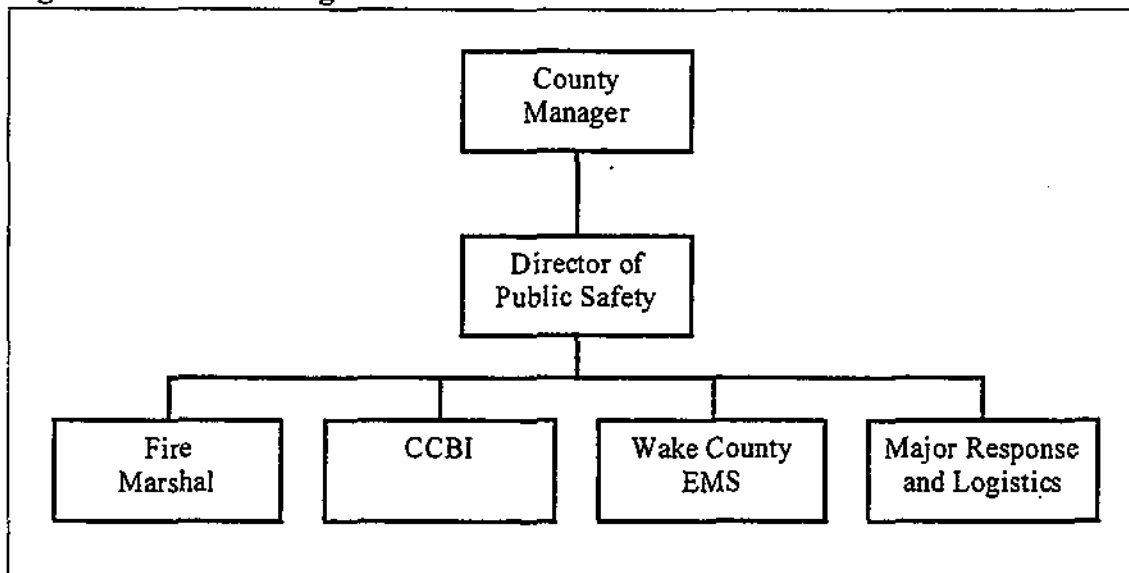 County
Manager
Director of
Public Safety
Fire
Marshal
CCBI
Wake County
EMS
Major Response
and Logistics